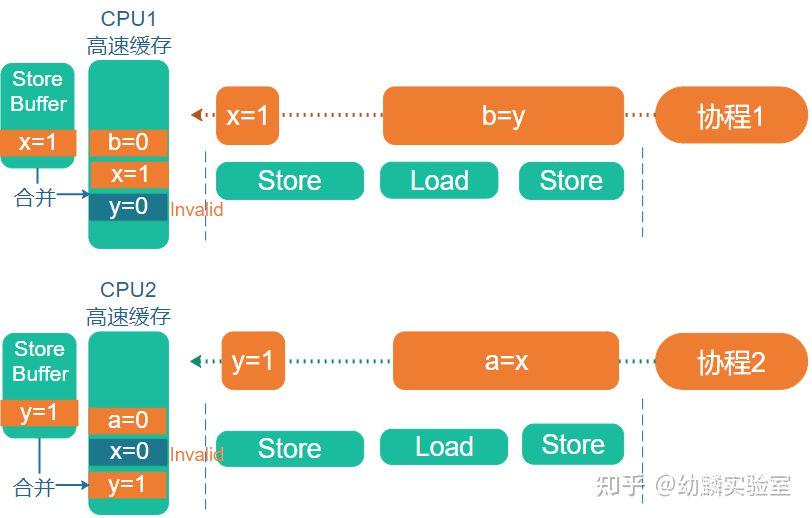 CPU1
高速缓存
Store
Buffer
x=1
合并
b=0
x=1
y=0
Invalid
x=1
b=y
协程1
Store
Load
Store
CPU2
高速缓存
Store
Buffer
y=1
合并
a=0
x=0
Invalid
y=1
y=1
a=x
协程2
Store
Load
Store
知乎 @幼麟实验室